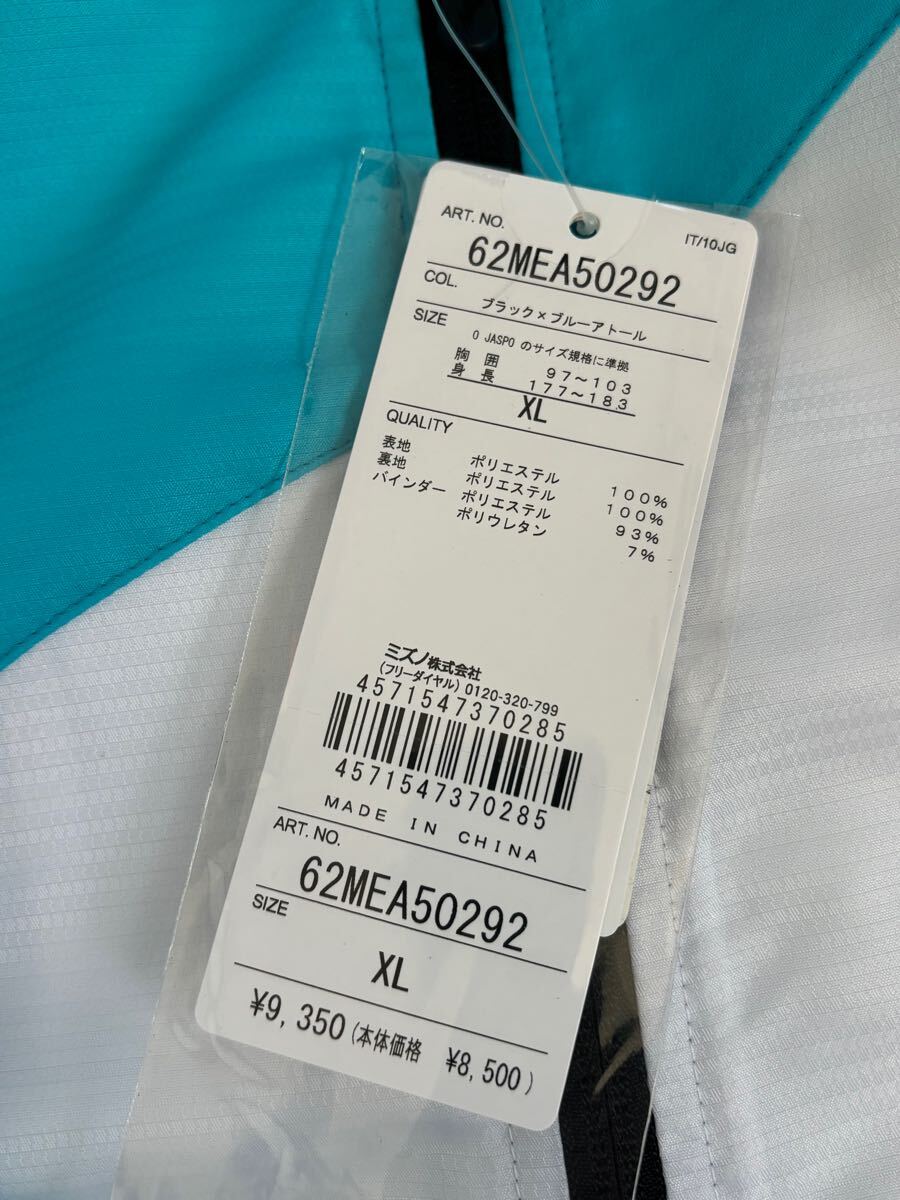 ART. NO.
IT/10JG
62MEA50292
COL.
ブラック×ブルーアトール
SIZE
O JASPO のサイズ規格に準拠
胸 囲 97～103
身 長 177～183
XL
QUALITY
表地 ポリエステル 100%
裏地 ポリエステル 100%
バインダー ポリエステル 93%
ポリウレタン 7%
ミズノ株式会社
(フリーダイヤル) 0120-320-799
4571547370285
4571547370285
MADE IN CHINA
ART. NO.
62MEA50292
SIZE
XL
¥9,350(本体価格 ¥8,500)